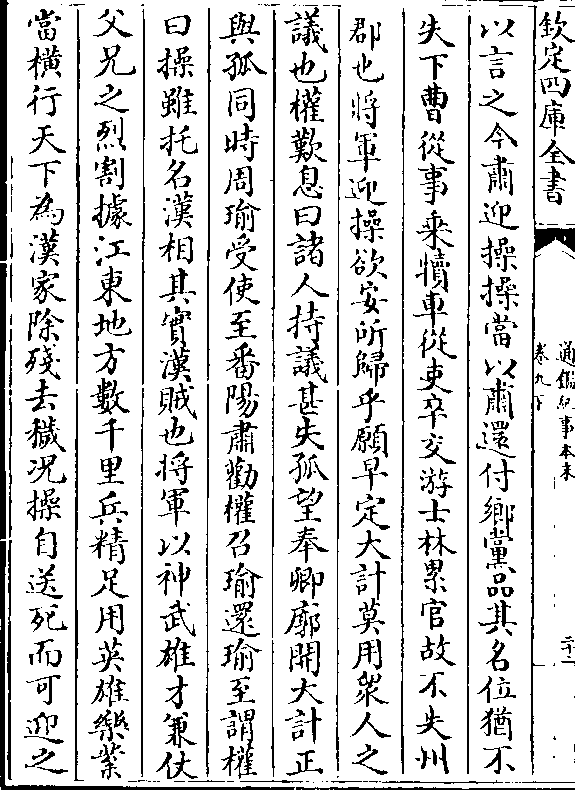 欽定四庫全書
通鑑紀事本末
卷九下
二十一
以言之今肅迎操操當以肅還付鄉黨品其名位猶不
失下曹從事乘犢車從吏卒交游士林累官故不失州
郡也將軍迎操欲安所歸乎願早定大計莫用衆人之
議也權歎息曰諸人持議甚失孤望奉卿廓開大計正
與孤同時周瑜受使至番陽肅勸權召瑜還瑜至謂權
曰操雖托名漢相其實漢賊也將軍以神武雄才兼仗
父兄之烈割據江東地方數千里兵精足用英雄樂業
當横行天下為漢家除殘去穢况操自送死而可迎之